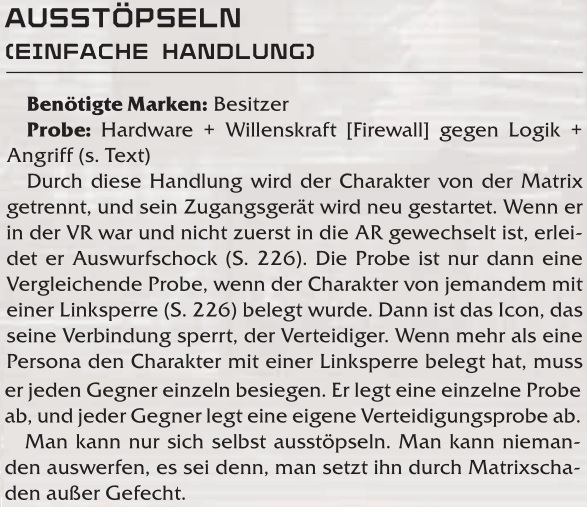 AUSSTÖPSELN
(EINFACHE HANDLUNG)
Benötigte Marken: Besitzer
Probe: Hardware + Willenskraft [Firewall] gegen Logik +
Angriff (s. Text)
Durch diese Handlung wird der Charakter von der Matrix
getrennt, und sein Zugangsgerät wird neu gestartet. Wenn er
in der VR war und nicht zuerst in die AR gewechselt ist, erlei-
det er Auswurfschock (S. 226). Die Probe ist nur dann eine
Vergleichende Probe, wenn der Charakter von jemandem mit
einer Linksperre (S. 226) belegt wurde. Dann ist das Icon, das
seine Verbindung sperrt, der Verteidiger. Wenn mehr als eine
Persona den Charakter mit einer Linksperre belegt hat, muss
er jeden Gegner einzeln besiegen. Er legt eine einzelne Probe
ab, und jeder Gegner legt eine eigene Verteidigungsprobe ab.
Man kann nur sich selbst ausstöpseln. Man kann nieman-
den auswerfen, es sei denn, man setzt ihn durch Matrixscha-
den außer Gefecht.